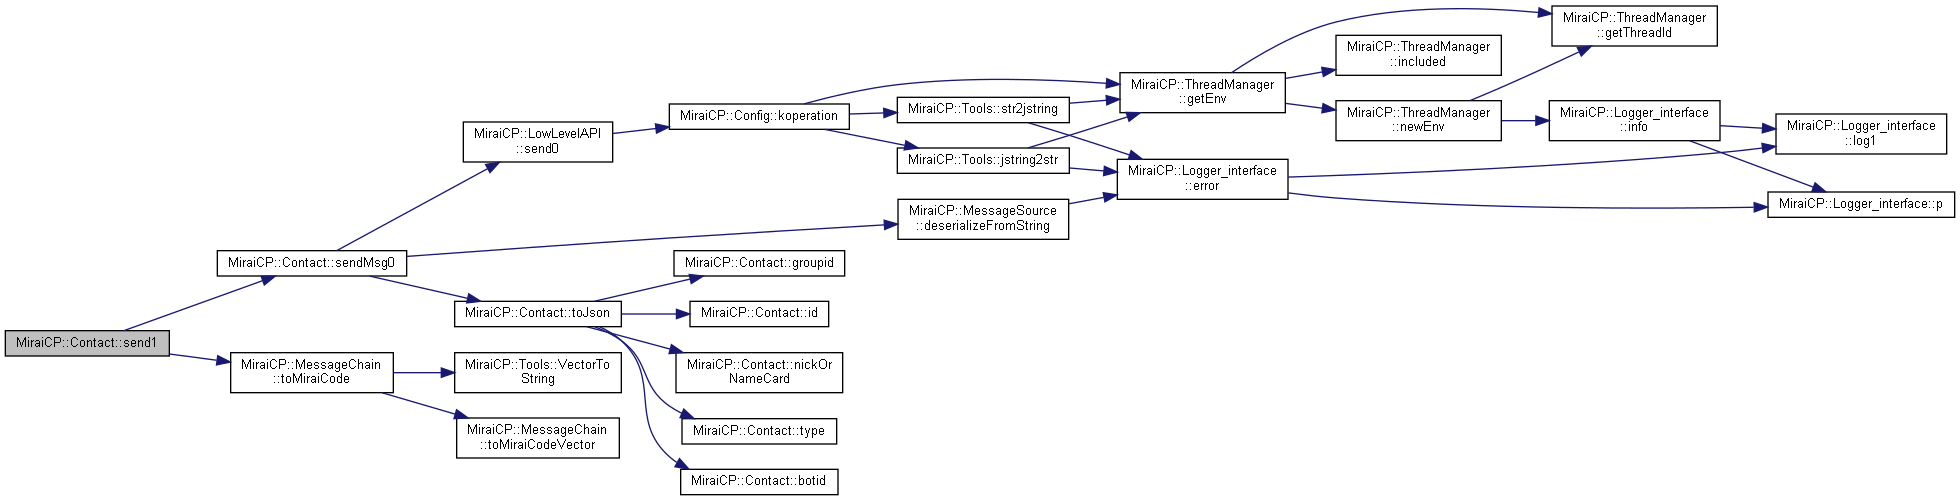 MiraiCP::Contact::send1
MiraiCP::Contact::sendMsg0
MiraiCP::MessageChain
::toMiraiCode
MiraiCP::LowLevelAPI
::send0
MiraiCP::Contact::toJson
MiraiCP::Tools::VectorTo
String
MiraiCP::MessageChain
::toMiraiCodeVector
MiraiCP::Config::koperation
MiraiCP::Contact::groupid
MiraiCP::Contact::id
MiraiCP::Contact::nickOr
NameCard
MiraiCP::Contact::type
MiraiCP::Contact::botid
MiraiCP::Tools::str2jstring
MiraiCP::Tools::jstring2str
MiraiCP::MessageSource
::deserializeFromString
MiraiCP::ThreadManager
::getEnv
MiraiCP::Logger_interface
::error
MiraiCP::ThreadManager
::included
MiraiCP::ThreadManager
::newEnv
MiraiCP::ThreadManager
::getThreadId
MiraiCP::Logger_interface
::info
MiraiCP::Logger_interface
::log1
MiraiCP::Logger_interface::p